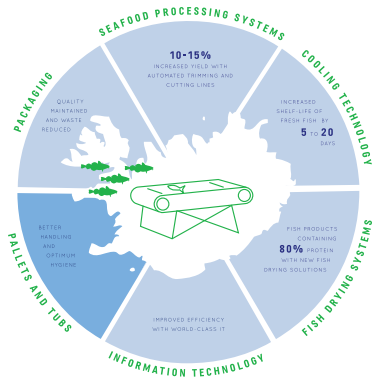 SEAFOOD PROCESSING SYSTEMS
10-15%
INCREASED YIELD WITH
AUTOMATED TRIMMING AND
CUTTING LINES
COOLING TECHNOLOGY
INCREASED
SHELF-LIFE OF
FRESH FISH BY
5 TO 20
DAYS
FISH DRYING SYSTEMS
FISH PRODUCTS
CONTAINING
80% PROTEIN
WITH NEW FISH
DRYING SOLUTIONS
INFORMATION TECHNOLOGY
IMPROVED EFFICIENCY
WITH WORLD-CLASS IT
PALLETS AND TUBS
BETTER
HANDLING
AND
OPTIMUM
HYGIENE
PACKAGING
QUALITY
MAINTAINED
AND WASTE
REDUCED